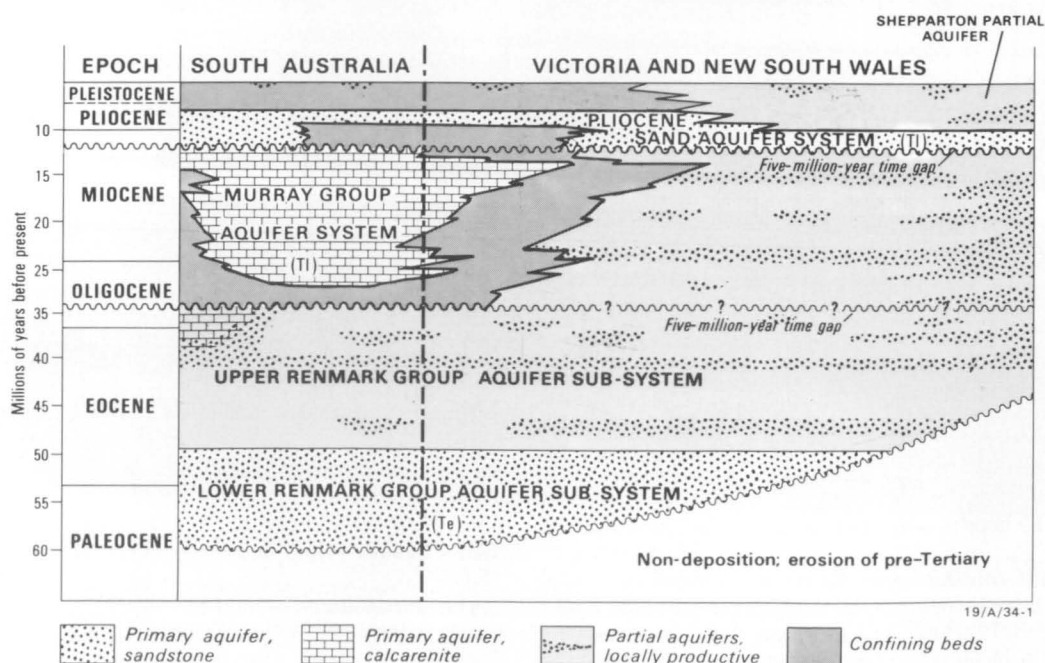 SHEPPARTON PARTIAL
AQUIFER
EPOCH
SOUTH AUSTRALIA
VICTORIA AND NEW SOUTH WALES
PLEISTOCENE
PLIOCENE
PLIOCENE
SAND AQUIFER SYSTEM (Tl)
Five-million-year time gap
MIOCENE
MURRAY GROUP
AQUIFER SYSTEM
(Tl)
OLIGOCENE
? ? ? ?
Five-million-year time gap
UPPER RENMARK GROUP AQUIFER SUB-SYSTEM
EOCENE
LOWER RENMARK GROUP AQUIFER SUB-SYSTEM
(Te)
PALEOCENE
Non-deposition; erosion of pre-Tertiary
Millions of years before present
10
15
20
25
35
40
45
50
55
60
19/A/34-1
Primary aquifer,
sandstone
Primary aquifer,
calcarenite
Partial aquifers,
locally productive
Confining beds